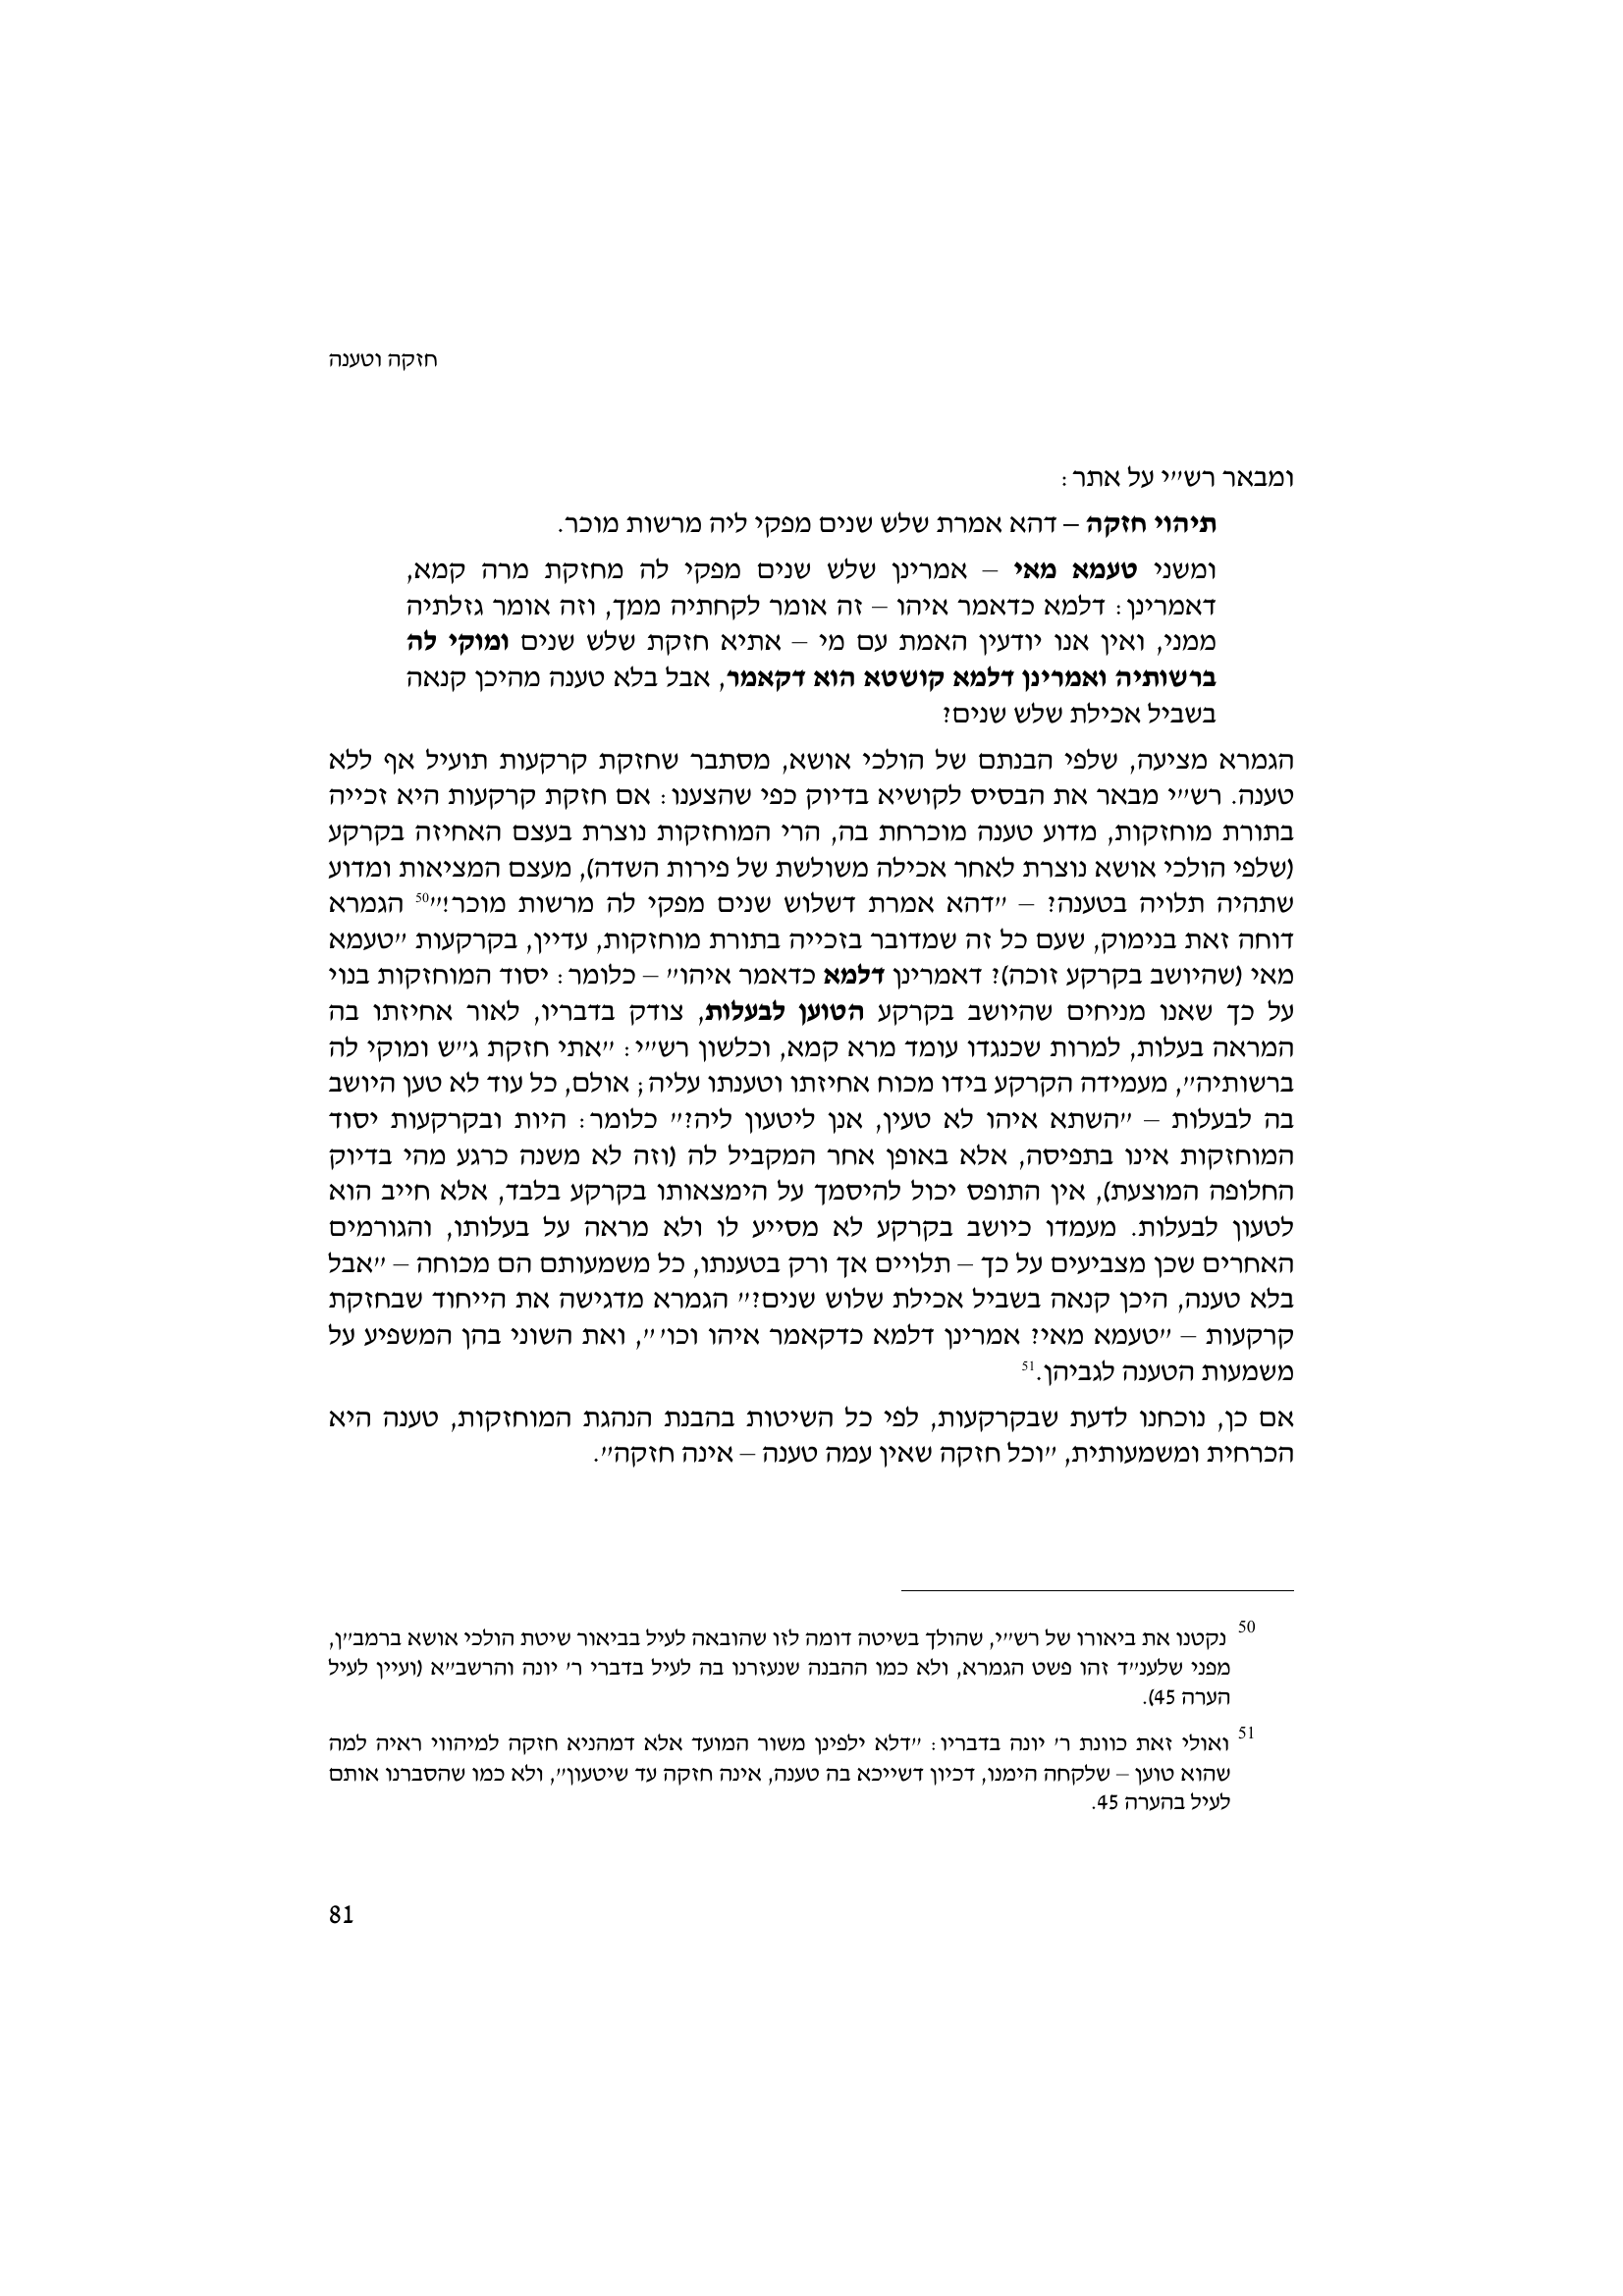 חזקה וטענה
ומבאר רש״י על אתר:
תיהוי חזקה – דהא אמרת שלש שנים מפקי ליה מרשות מוכר.
ומשני טעמא מאי – אמרינן שלש שנים מפקי לה מחזקת מרה קמא,
דאמרינן: דלמא כדאמר איהו – זה אומר לקחתיה ממך, וזה אומר גזלתיה
ממני, ואין אנו יודעין האמת עם מי – אתיא חזקת שלש שנים ומוקי לה
ברשותיה ואמרינן דלמא קושטא הוא דקאמר, אבל בלא טענה מהיכן קנאה
בשביל אכילת שלש שנים?
הגמרא מציעה, שלפי הבנתם של הולכי אושא, מסתבר שחזקת קרקעות תועיל אף ללא
טענה. רש״י מבאר את הבסיס לקושיא בדיוק כפי שהצענו: אם חזקת קרקעות היא זכייה
בתורת מוחזקות, מדוע טענה מוכרחת בה, הרי המוחזקות נוצרת בעצם האחיזה בקרקע
(שלפי הולכי אושא נוצרת לאחר אכילה משולשת של פירות השדה), מעצם המציאות ומדוע
שתהיה תלויה בטענה? – ״דהא אמרת דשלוש שנים מפקי לה מרשות מוכר!״50 הגמרא
דוחה זאת בנימוק, שעם כל זה שמדובר בזכייה בתורת מוחזקות, עדיין, בקרקעות ״טעמא
מאי (שהיושב בקרקע זוכה)? דאמרינן דלמא כדאמר איהו״ – כלומר: יסוד המוחזקות בנוי
על כך שאנו מניחים שהיושב בקרקע הטוען לבעלות, צודק בדבריו, לאור אחיזתו בה
המראה בעלות, למרות שכנגדו עומד מרא קמא, וכלשון רש״י: ״אתי חזקת ג״ש ומוקי לה
ברשותיה״, מעמידה הקרקע בידו מכוח אחיזתו וטענתו עליה; אולם, כל עוד לא טען היושב
בה לבעלות – ״השתא איהו לא טעין, אנן ליטעון ליה?״ כלומר: היות ובקרקעות יסוד
המוחזקות אינו בתפיסה, אלא באופן אחר המקביל לה (וזה לא משנה כרגע מהי בדיוק
החלופה המוצעת), אין התופס יכול להיסמך על הימצאותו בקרקע בלבד, אלא חייב הוא
לטעון לבעלות. מעמדו כיושב בקרקע לא מסייע לו ולא מראה על בעלותו, והגורמים
האחרים שכן מצביעים על כך – תלויים אך ורק בטענתו, כל משמעותם הם מכוחה – ״אבל
בלא טענה, היכן קנאה בשביל אכילת שלוש שנים?״ הגמרא מדגישה את הייחוד שבחזקת
קרקעות – ״טעמא מאי? אמרינן דלמא כדקאמר איהו וכו׳״, ואת השוני בהן המשפיע על
משמעות הטענה לגביהן.51
אם כן, נוכחנו לדעת שבקרקעות, לפי כל השיטות בהבנת הנהגת המוחזקות, טענה היא
הכרחית ומשמעותית, ״וכל חזקה שאין עמה טענה – אינה חזקה״.
50 נקטנו את ביאורו של רש״י, שהולך בשיטה דומה לזו שהובאה לעיל בביאור שיטת הולכי אושא ברמב״ן,
מפני שלענ״ד זהו פשט הגמרא, ולא כמו ההבנה שנעזרנו בה לעיל בדברי ר׳ יונה והרשב״א (ועיין לעיל
הערה 45).
51 ואולי זאת כוונת ר׳ יונה בדבריו: ״דלא ילפינן משור המועד אלא דמהניא חזקה למיהווי ראיה למה
שהוא טוען – שלקחה הימנו, דכיון דשייכא בה טענה, אינה חזקה עד שיטעון״, ולא כמו שהסברנו אותם
לעיל בהערה 45.
81